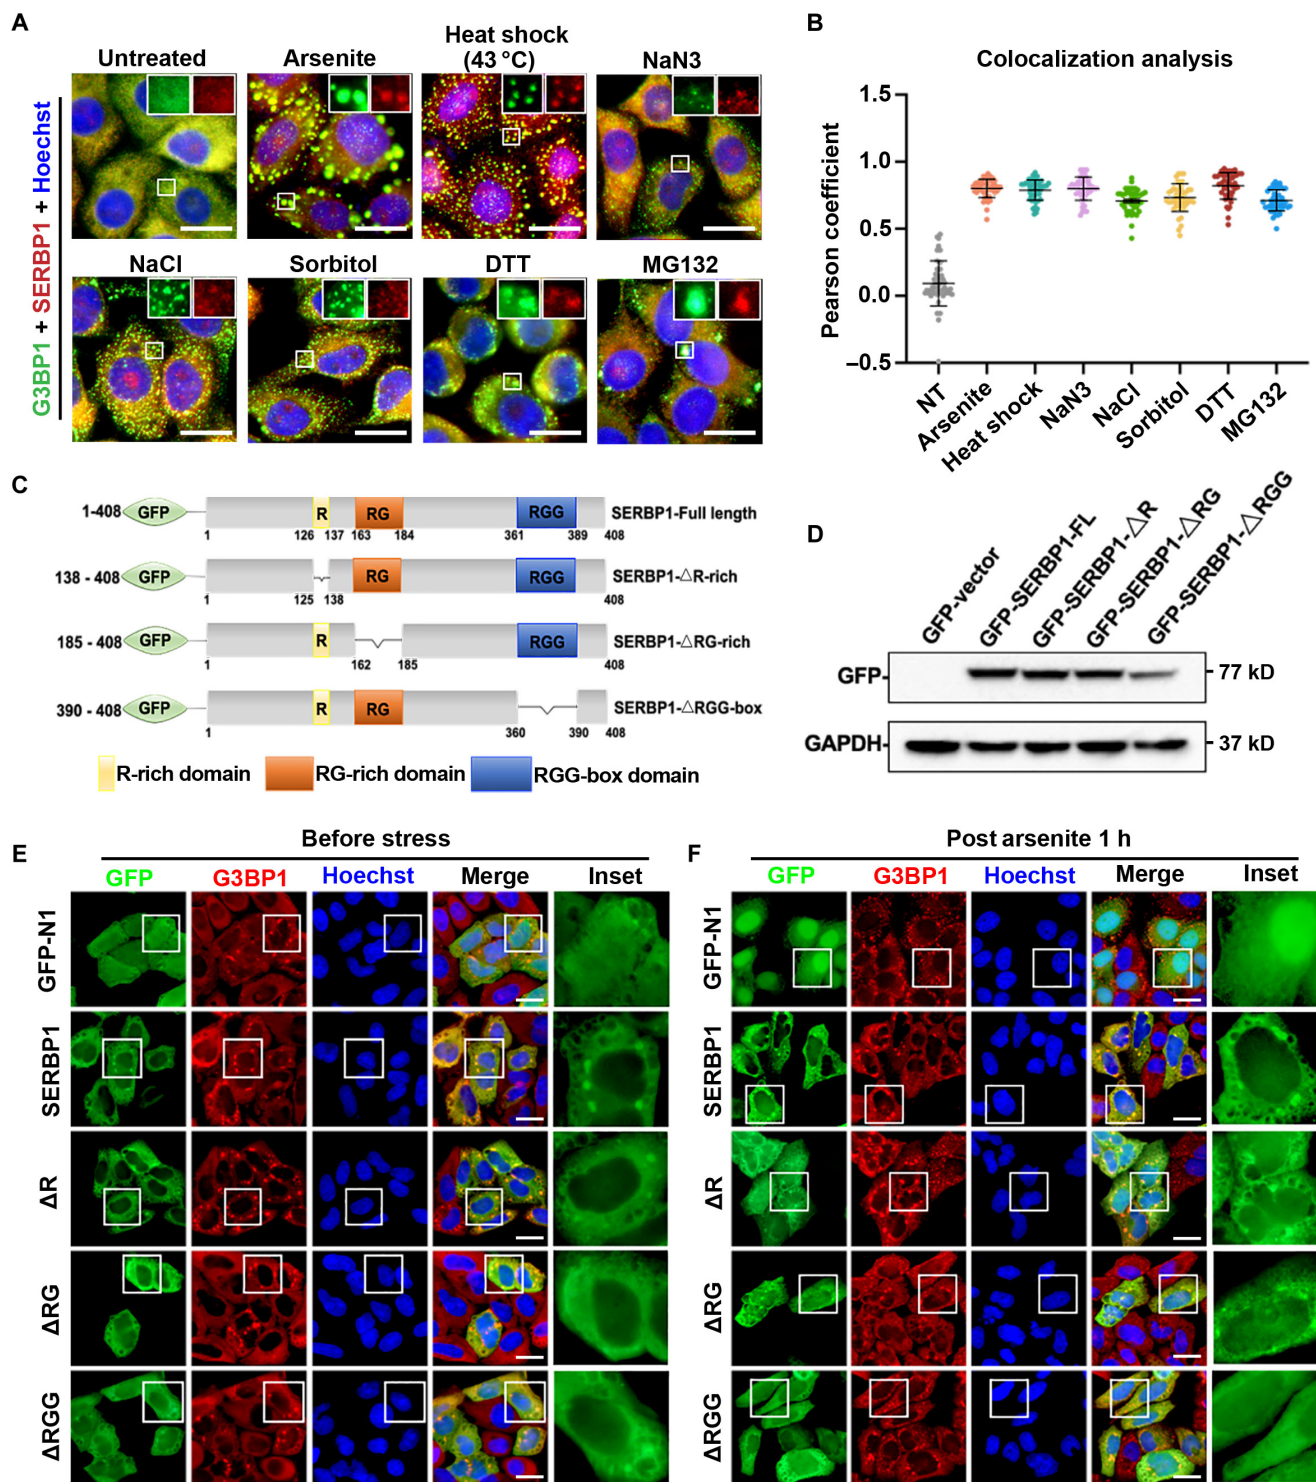 A
Untreated
Arsenite
Heat shock
(43 °C)
NaN3
NaCl
Sorbitol
DTT
MG132
G3BP1 + SERBP1 + Hoechst
B
Colocalization analysis
Pearson coefficient
1.5
1.0
0.5
0.0
–0.5
NT
Arsenite
Heat shock
NaN3
NaCl
Sorbitol
DTT
MG132
C
1-408 GFP R RG RGG SERBP1-Full length
1 126 137 163 184 361 389 408
138 - 408 GFP RG RGG SERBP1-△R-rich
1 125 138 408
185 - 408 GFP R RGG SERBP1-△RG-rich
1 162 185 408
390 - 408 GFP R RG SERBP1-△RGG-box
1 360 390 408
R-rich domain RG-rich domain RGG-box domain
D
GFP-vector
GFP-SERBP1-FL
GFP-SERBP1-△R
GFP-SERBP1-△RG
GFP-SERBP1-△RGG
GFP- - 77 kD
GAPDH- - 37 kD
E
Before stress
GFP G3BP1 Hoechst Merge Inset
GFP-N1
SERBP1
ΔR
ΔRG
ΔRGG
F
Post arsenite 1 h
GFP G3BP1 Hoechst Merge Inset
GFP-N1
SERBP1
ΔR
ΔRG
ΔRGG